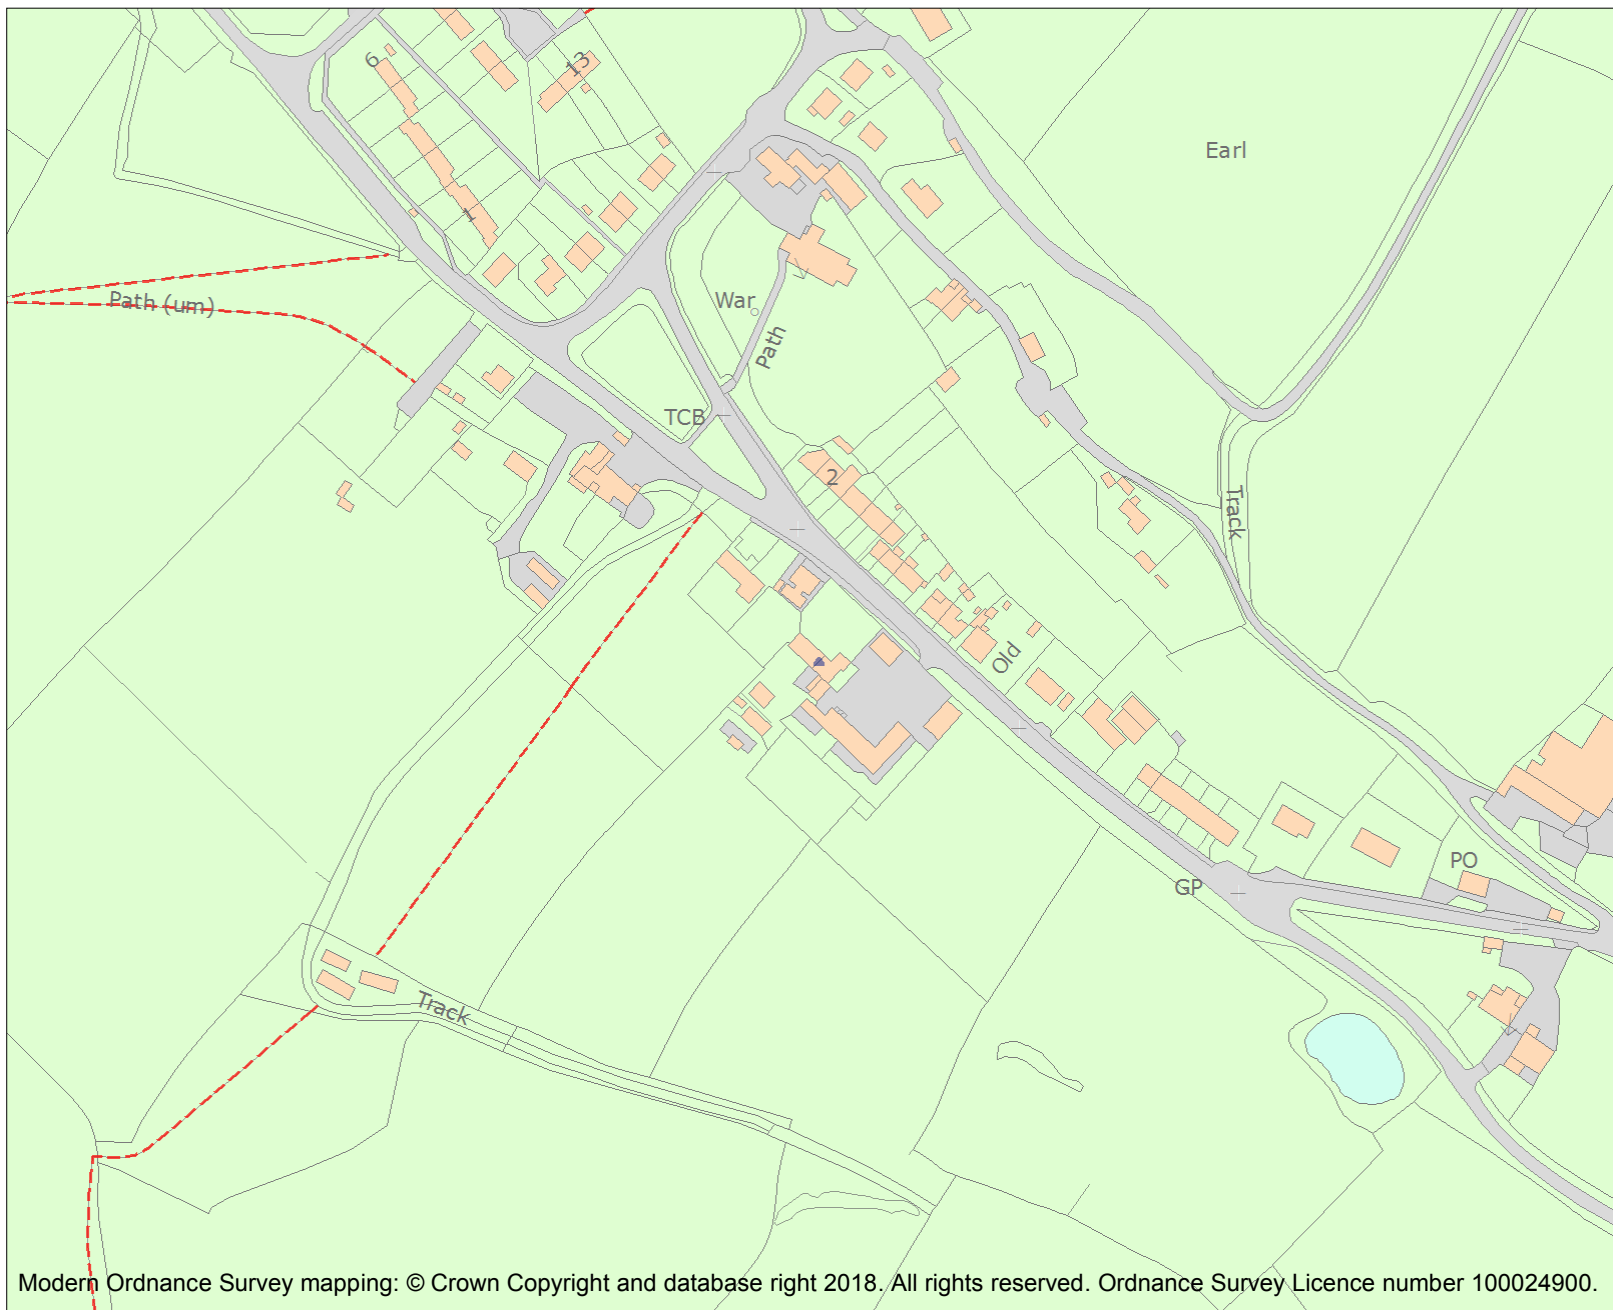 6
13
Earl
1
Path (um)
War
Path
TCB
2
Track
Old
PO
GP
Track
Modern Ordnance Survey mapping: © Crown Copyright and database right 2018. All rights reserved. Ordnance Survey Licence number 100024900.